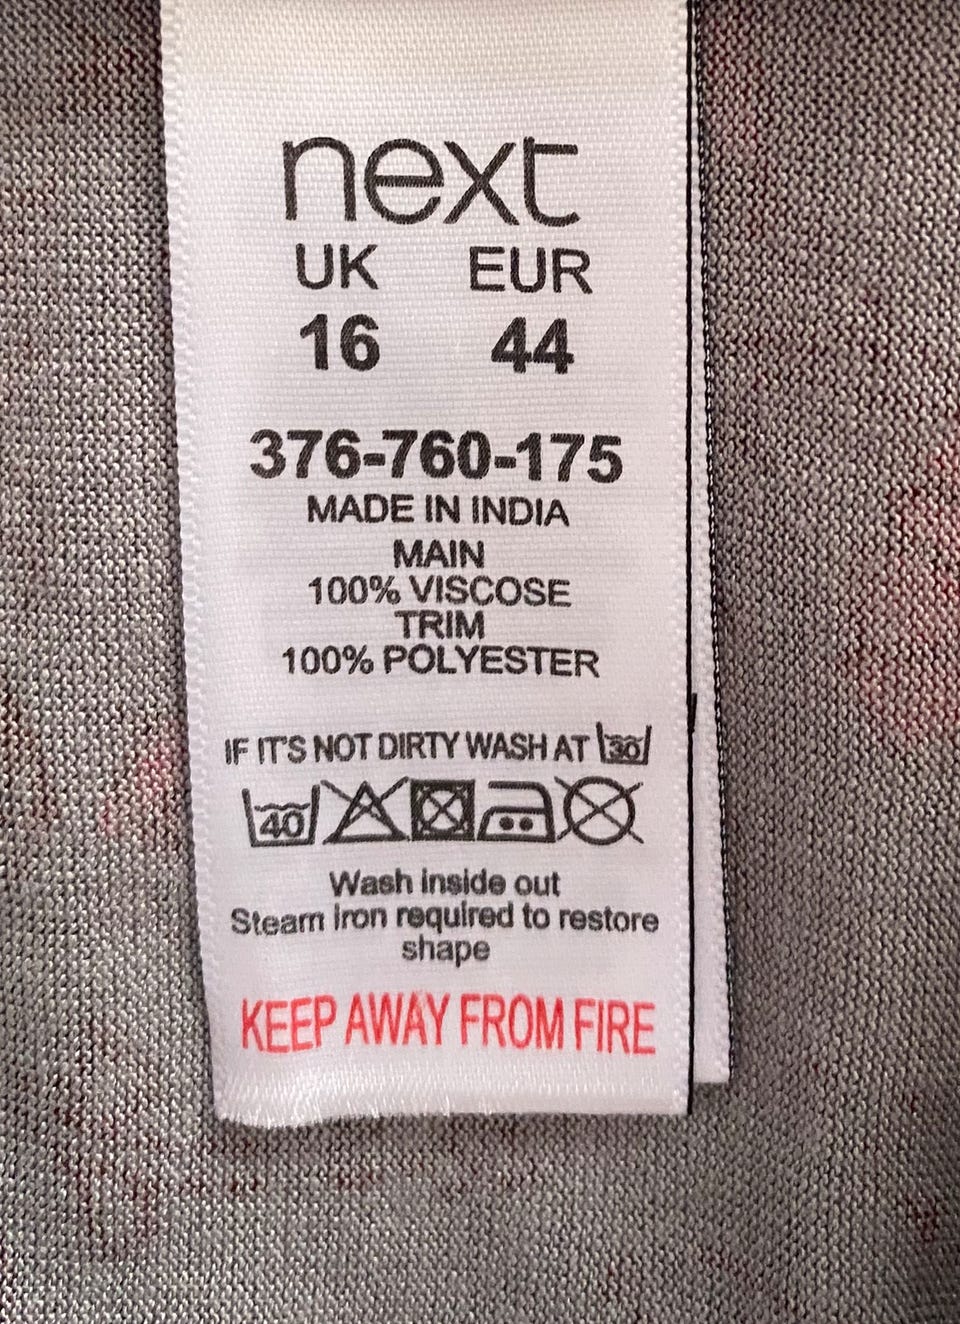 next
UK EUR
16 44
376-760-175
MADE IN INDIA
MAIN
100% VISCOSE
TRIM
100% POLYESTER
IF IT'S NOT DIRTY WASH AT 30
40
Wash inside out
Steam iron required to restore
shape
KEEP AWAY FROM FIRE